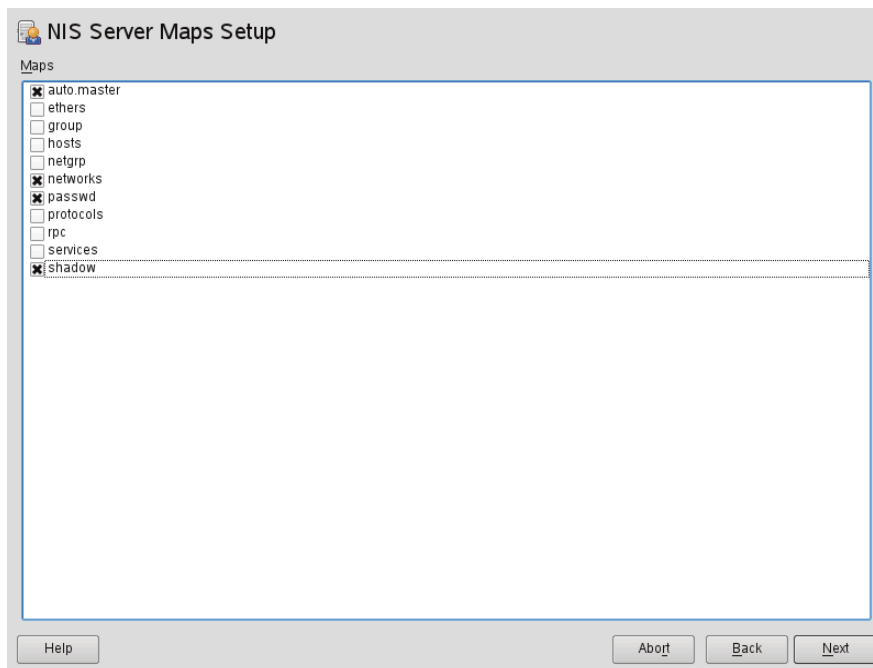 NIS Server Maps Setup
Maps
auto.master
ethers
group
hosts
netgrp
networks
passwd
protocols
rpc
services
shadow
Help
Abort
Back
Next